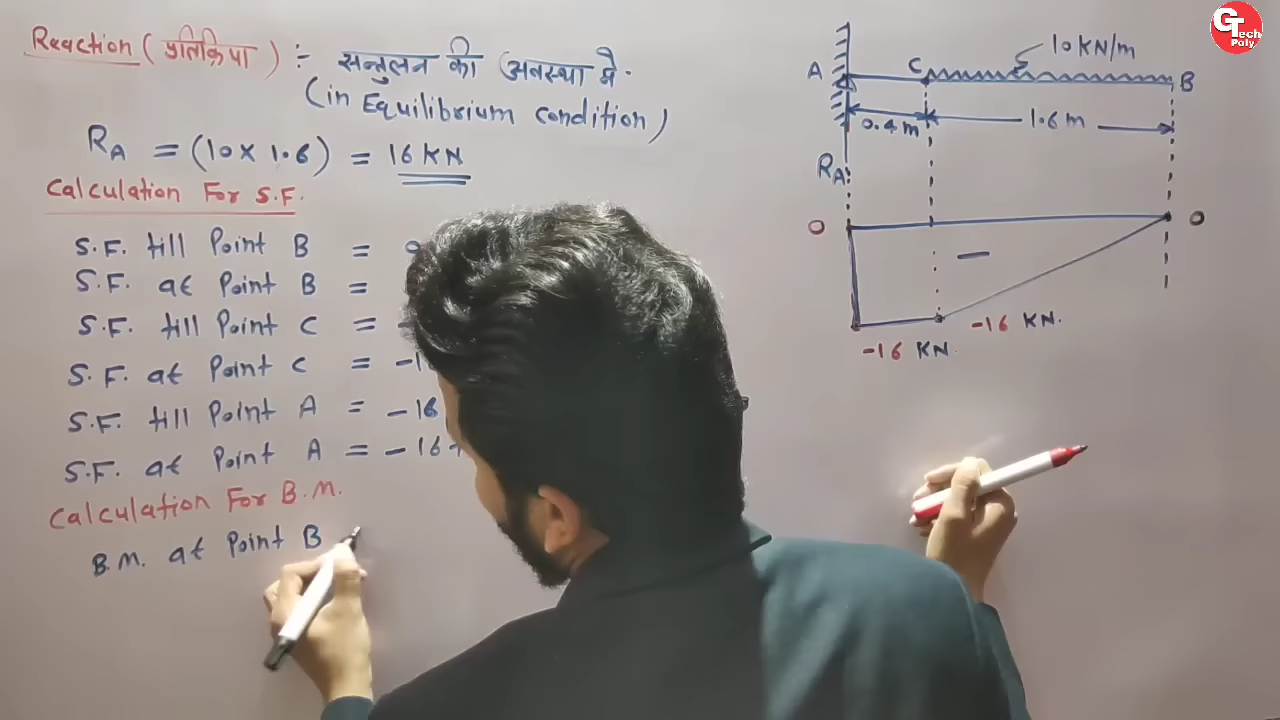 Reaction (प्रतिक्रिया) :- सन्तुलन की अवस्था मे.
(in Equilibrium condition)
RA = (10 x 1.6) = 16 KN
Calculation For S.F.
S.F. till Point B =
S.F. at Point B =
S.F. till Point C =
S.F. at Point C =
S.F. till Point A = -16
S.F. at Point A = -16+
Calculation For B.M.
B.M. at Point B
10 KN/m
A C B
0.4 m 1.6 m
RA
0 0
-
-16 KN.
-16 KN.
GTech
Poly